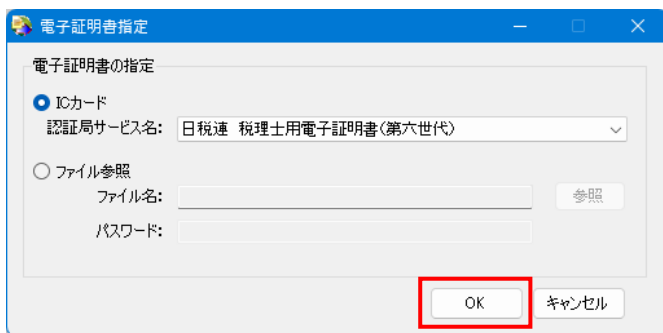 電子証明書指定
電子証明書の指定
ICカード
認証局サービス名: 日税連 税理士用電子証明書(第六世代)
ファイル参照
ファイル名: 参照
パスワード:
OK キャンセル